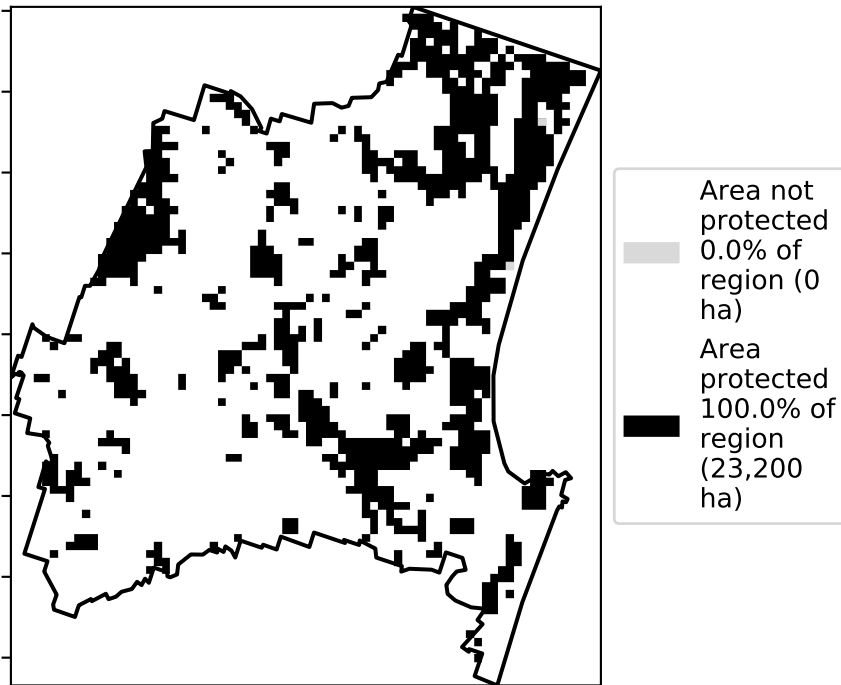 Area not
protected
0.0% of
region (0
ha)
Area
protected
100.0% of
region
(23,200
ha)